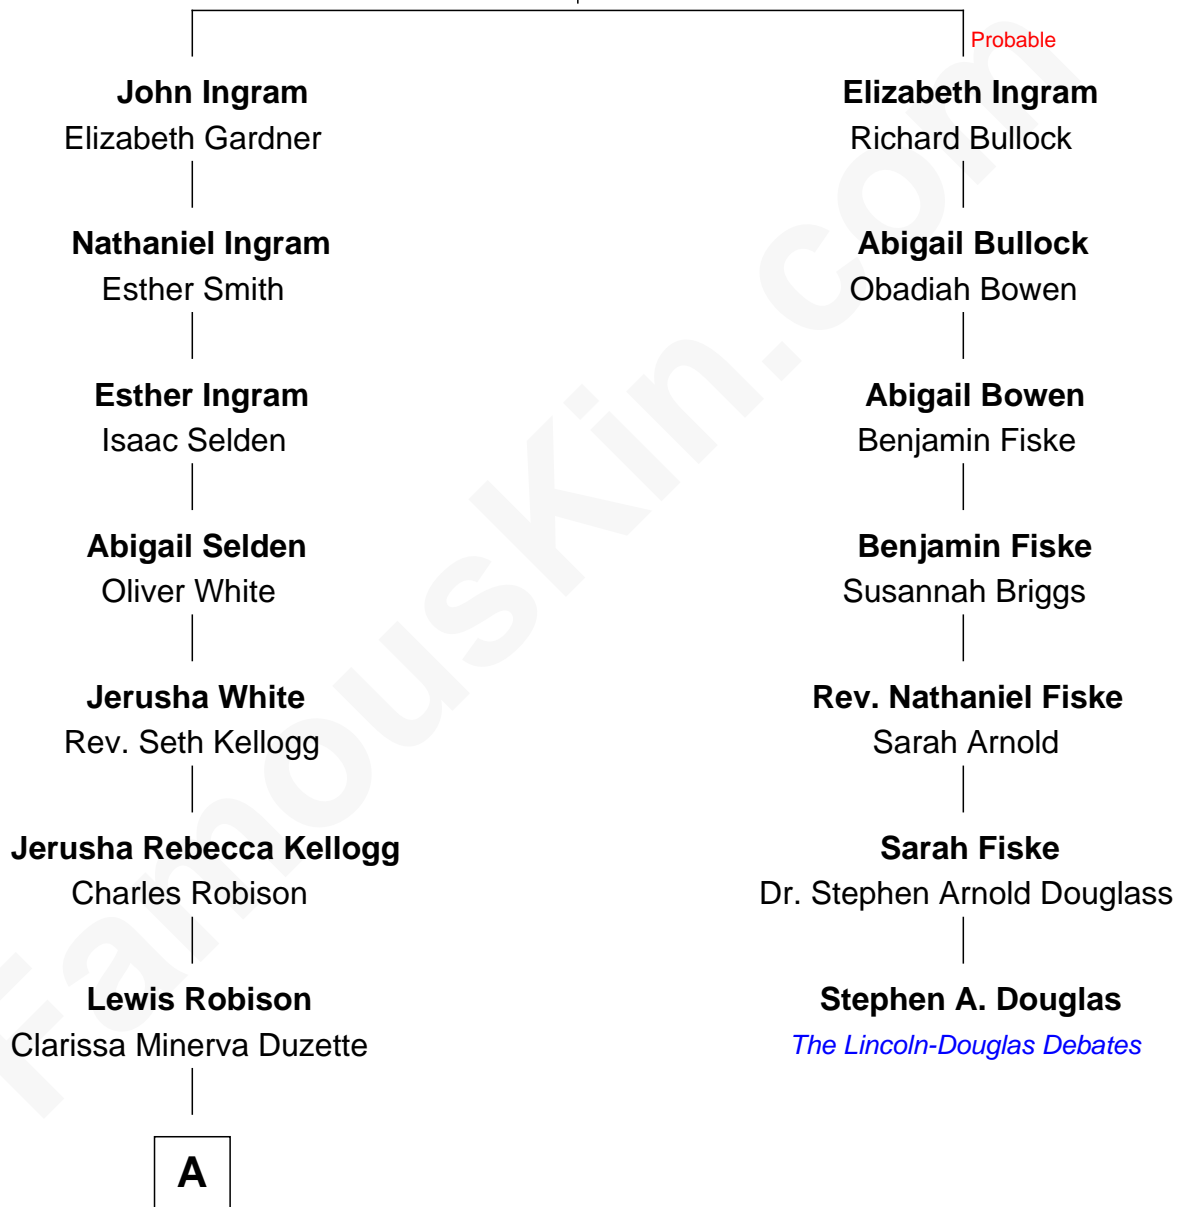 Probable
John Ingram
Elizabeth Gardner
Elizabeth Ingram
Richard Bullock
Nathaniel Ingram
Esther Smith
Abigail Bullock
Obadiah Bowen
Esther Ingram
Isaac Selden
Abigail Bowen
Benjamin Fiske
Abigail Selden
Oliver White
Benjamin Fiske
Susannah Briggs
Jerusha White
Rev. Seth Kellogg
Rev. Nathaniel Fiske
Sarah Arnold
Jerusha Rebecca Kellogg
Charles Robison
Sarah Fiske
Dr. Stephen Arnold Douglass
Lewis Robison
Clarissa Minerva Duzette
Stephen A. Douglas
The Lincoln-Douglas Debates
A
FamousKin.com